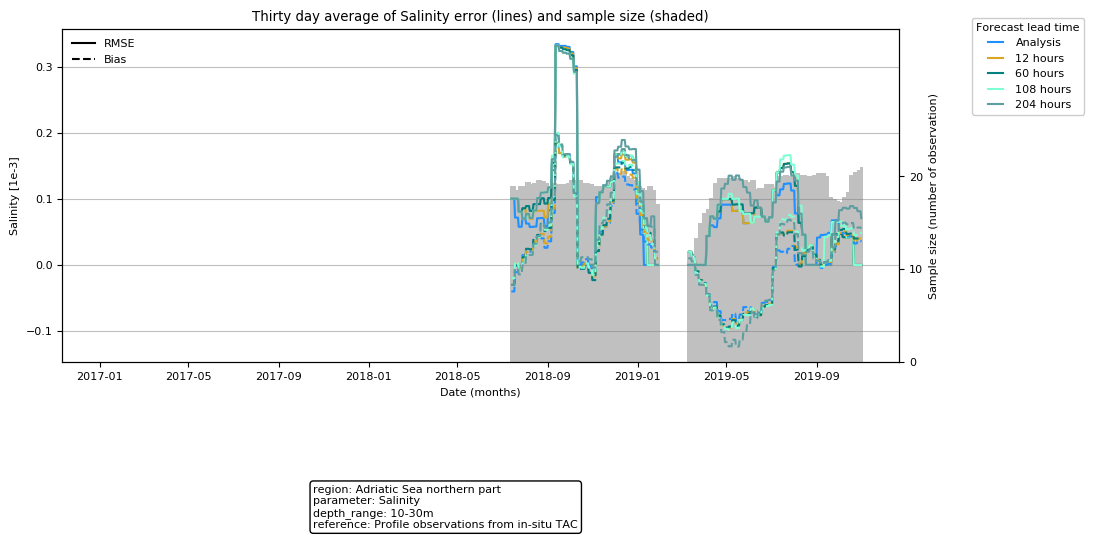 Thirty day average of Salinity error (lines) and sample size (shaded)
RMSE
Bias
Forecast lead time
Analysis
12 hours
60 hours
108 hours
204 hours
Salinity [1e-3]
0.3
0.2
0.1
0.0
−0.1
Sample size (number of observation)
20
10
0
2017-01 2017-05 2017-09 2018-01 2018-05 2018-09 2019-01 2019-05 2019-09
Date (months)
region: Adriatic Sea northern part
parameter: Salinity
depth_range: 10-30m
reference: Profile observations from in-situ TAC